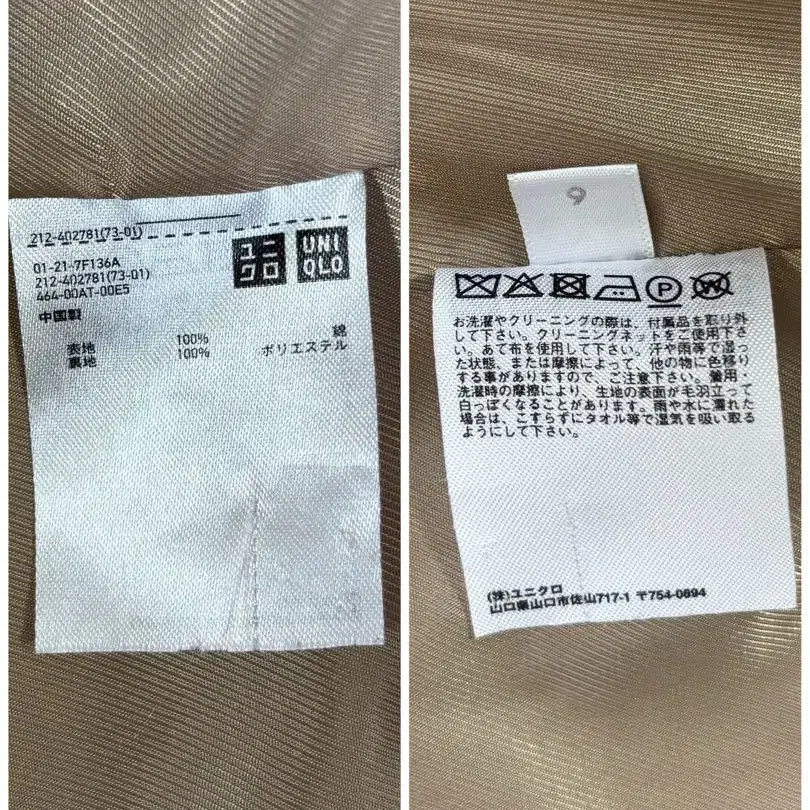 212-402781(73-01)
ユニ
クロ
UNI
QLO
01-21-7F136A
212-402781(73-01)
464-00AT-00E5
中国製
表地 100% 綿
裏地 100% ポリエステル
9
P W
お洗濯やクリーニングの際は、付属品を取り外
して下さい。クリーニングネットをご使用下さ
い。あて布を使用して下さい。汗や雨等で湿っ
た状態、または摩擦によって、他の物に色移り
する事がありますので、ご注意下さい。着用・
洗濯時の摩擦により、生地の表面が毛羽立って
白っぽくなることがあります。雨や水に濡れた
場合は、こすらずにタオル等で湿気を吸い取る
ようにして下さい。
(株)ユニクロ
山口県山口市佐山717-1 〒754-0894